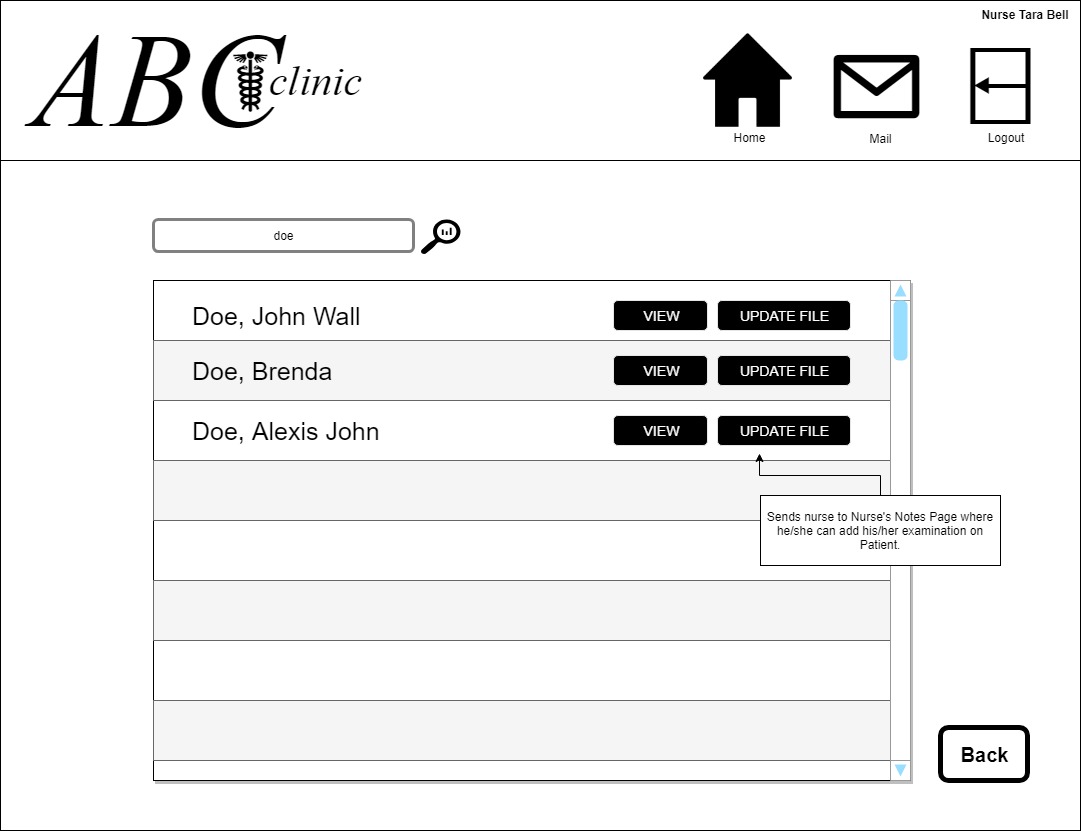 Nurse Tara Bell
ABC clinic
Home
Mail
Logout
doe
Doe, John Wall
VIEW
UPDATE FILE
Doe, Brenda
VIEW
UPDATE FILE
Doe, Alexis John
VIEW
UPDATE FILE
Sends nurse to Nurse's Notes Page where
he/she can add his/her examination on
Patient.
Back